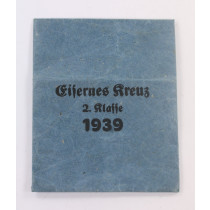 Eisernes Kreuz
2. Klasse
1939